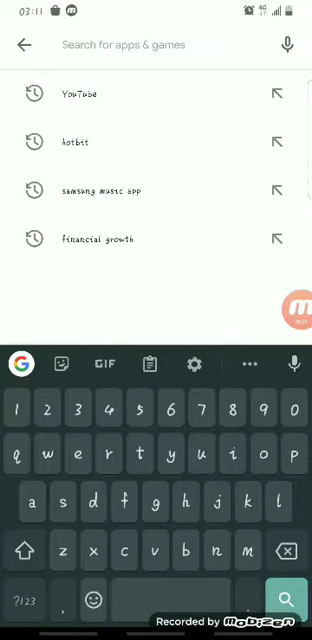 03:11 4G
Search for apps & games
YouTube
hotbit
samsung music app
financial growth
GIF
1 2 3 4 5 6 7 8 9 0
q w e r t y u i o p
a s d f g h j k l
z x c v b n m
?123 , .
Recorded by mobizen